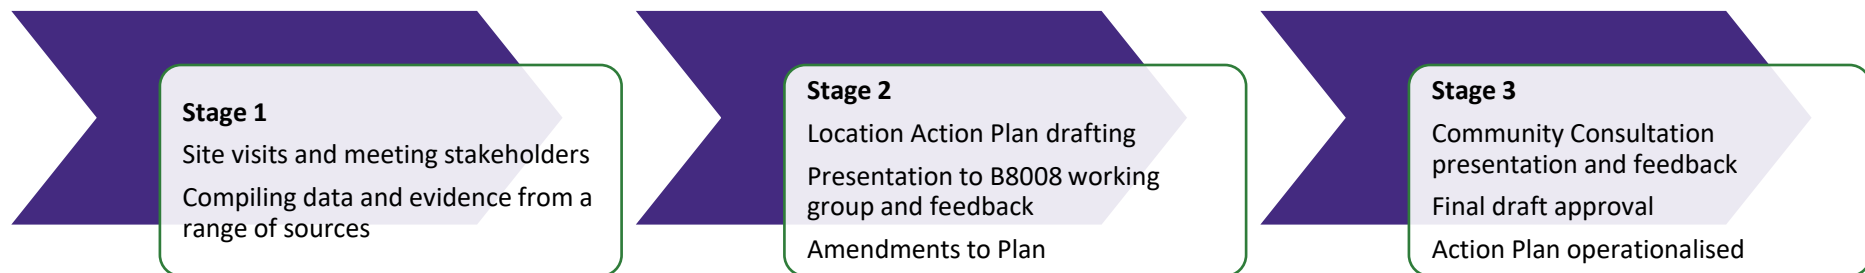 Stage 1
Site visits and meeting stakeholders
Compiling data and evidence from a
range of sources
Stage 2
Location Action Plan drafting
Presentation to B8008 working
group and feedback
Amendments to Plan
Stage 3
Community Consultation
presentation and feedback
Final draft approval
Action Plan operationalised